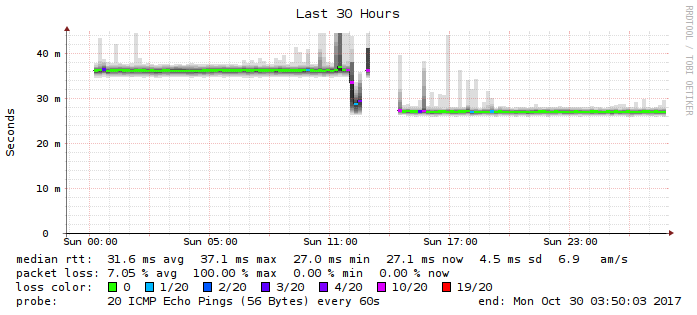 Last 30 Hours
RRDTOOL / TOBI OETIKER
Seconds
40 m
30 m
20 m
10 m
0
Sun 00:00 Sun 05:00 Sun 11:00 Sun 17:00 Sun 23:00
median rtt: 31.6 ms avg 37.1 ms max 27.0 ms min 27.1 ms now 4.5 ms sd 6.9 am/s
packet loss: 7.05 % avg 100.00 % max 0.00 % min 0.00 % now
loss color: 0 1/20 2/20 3/20 4/20 10/20 19/20
probe: 20 ICMP Echo Pings (56 Bytes) every 60s end: Mon Oct 30 03:50:03 2017